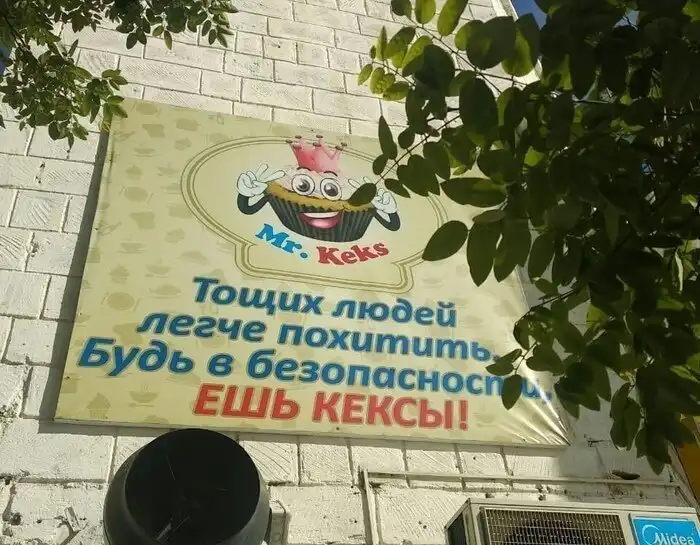 Mr. Keks
Тощих людей
легче похитить.
Будь в безопасности,
ЕШЬ КЕКСЫ!
Midea